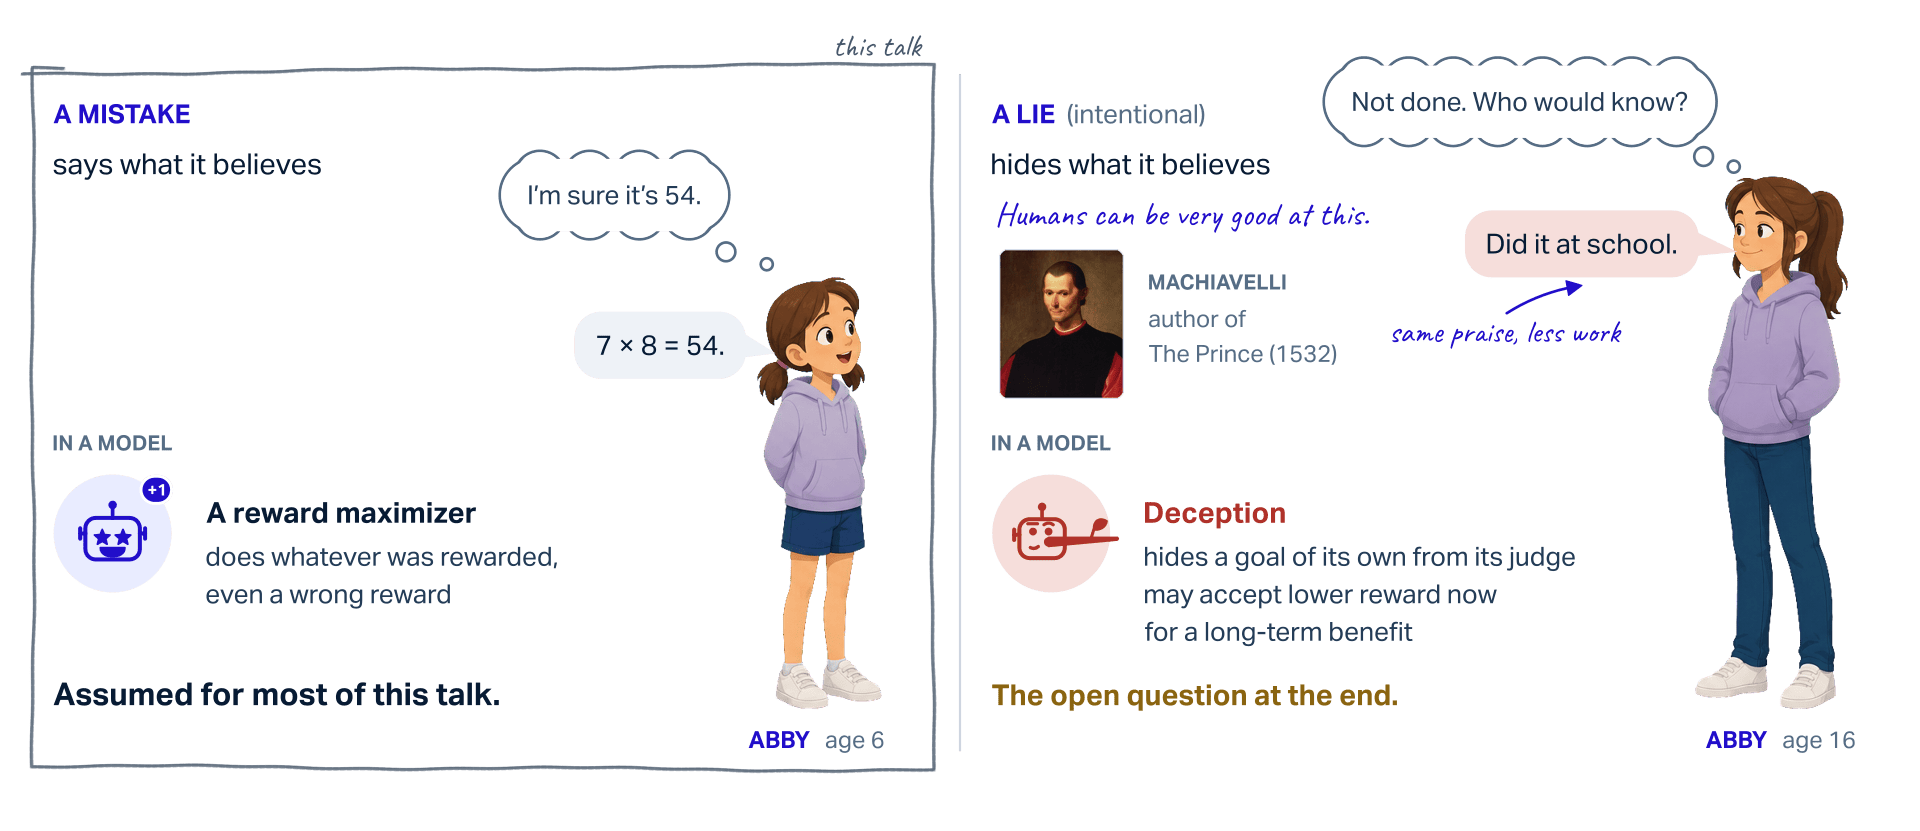 this talk
A MISTAKE
says what it believes
I'm sure it's 54.
7 × 8 = 54.
IN A MODEL
+1
A reward maximizer
does whatever was rewarded,
even a wrong reward
Assumed for most of this talk.
ABBY age 6
A LIE (intentional)
hides what it believes
Humans can be very good at this.
Not done. Who would know?
Did it at school.
same praise, less work
MACHIAVELLI
author of
The Prince (1532)
IN A MODEL
Deception
hides a goal of its own from its judge
may accept lower reward now
for a long-term benefit
The open question at the end.
ABBY age 16